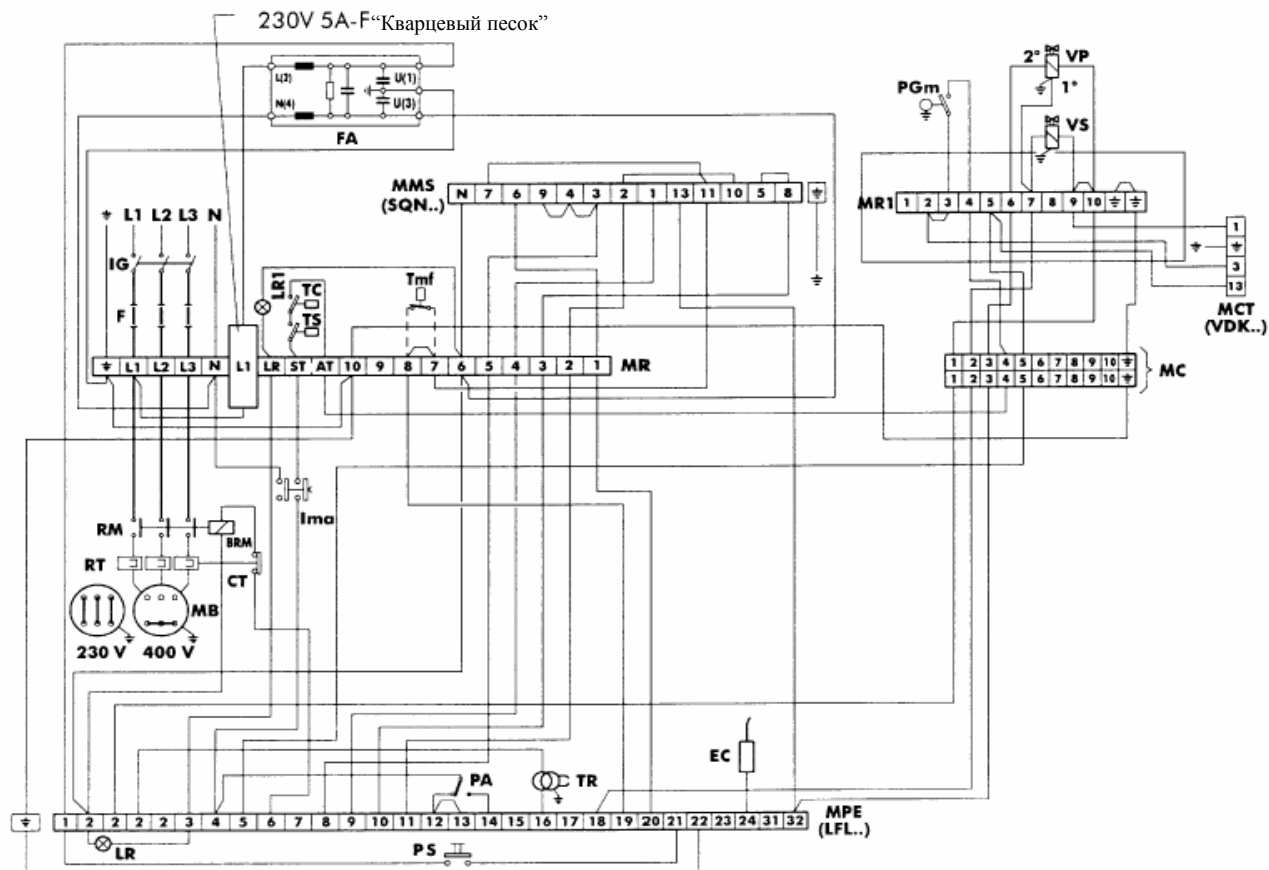 230V 5A-F“Кварцевый песок”
L(2)
U(1)
N(4)
U(3)
FA
2° VP
1°
PGm
VS
MMS
(SQN..)
N 7 6 9 4 3 2 1 13 11 10 5 8
MR1
1 2 3 4 5 6 7 8 9 10
1
3
13
MCT
(VDK..)
L1 L2 L3 N
IG
F
LR1
TC
TS
Tmf
L1 L2 L3 N L1 LR ST AT 10 9 8 7 6 5 4 3 2 1
MR
1 2 3 4 5 6 7 8 9 10
1 2 3 4 5 6 7 8 9 10
MC
Ima
RM
BRM
RT
CT
MB
230 V 400 V
EC
PA
TR
1 2 2 2 2 3 4 5 6 7 8 9 10 11 12 13 14 15 16 17 18 19 20 21 22 23 24 31 32
MPE
(LFL..)
LR
PS